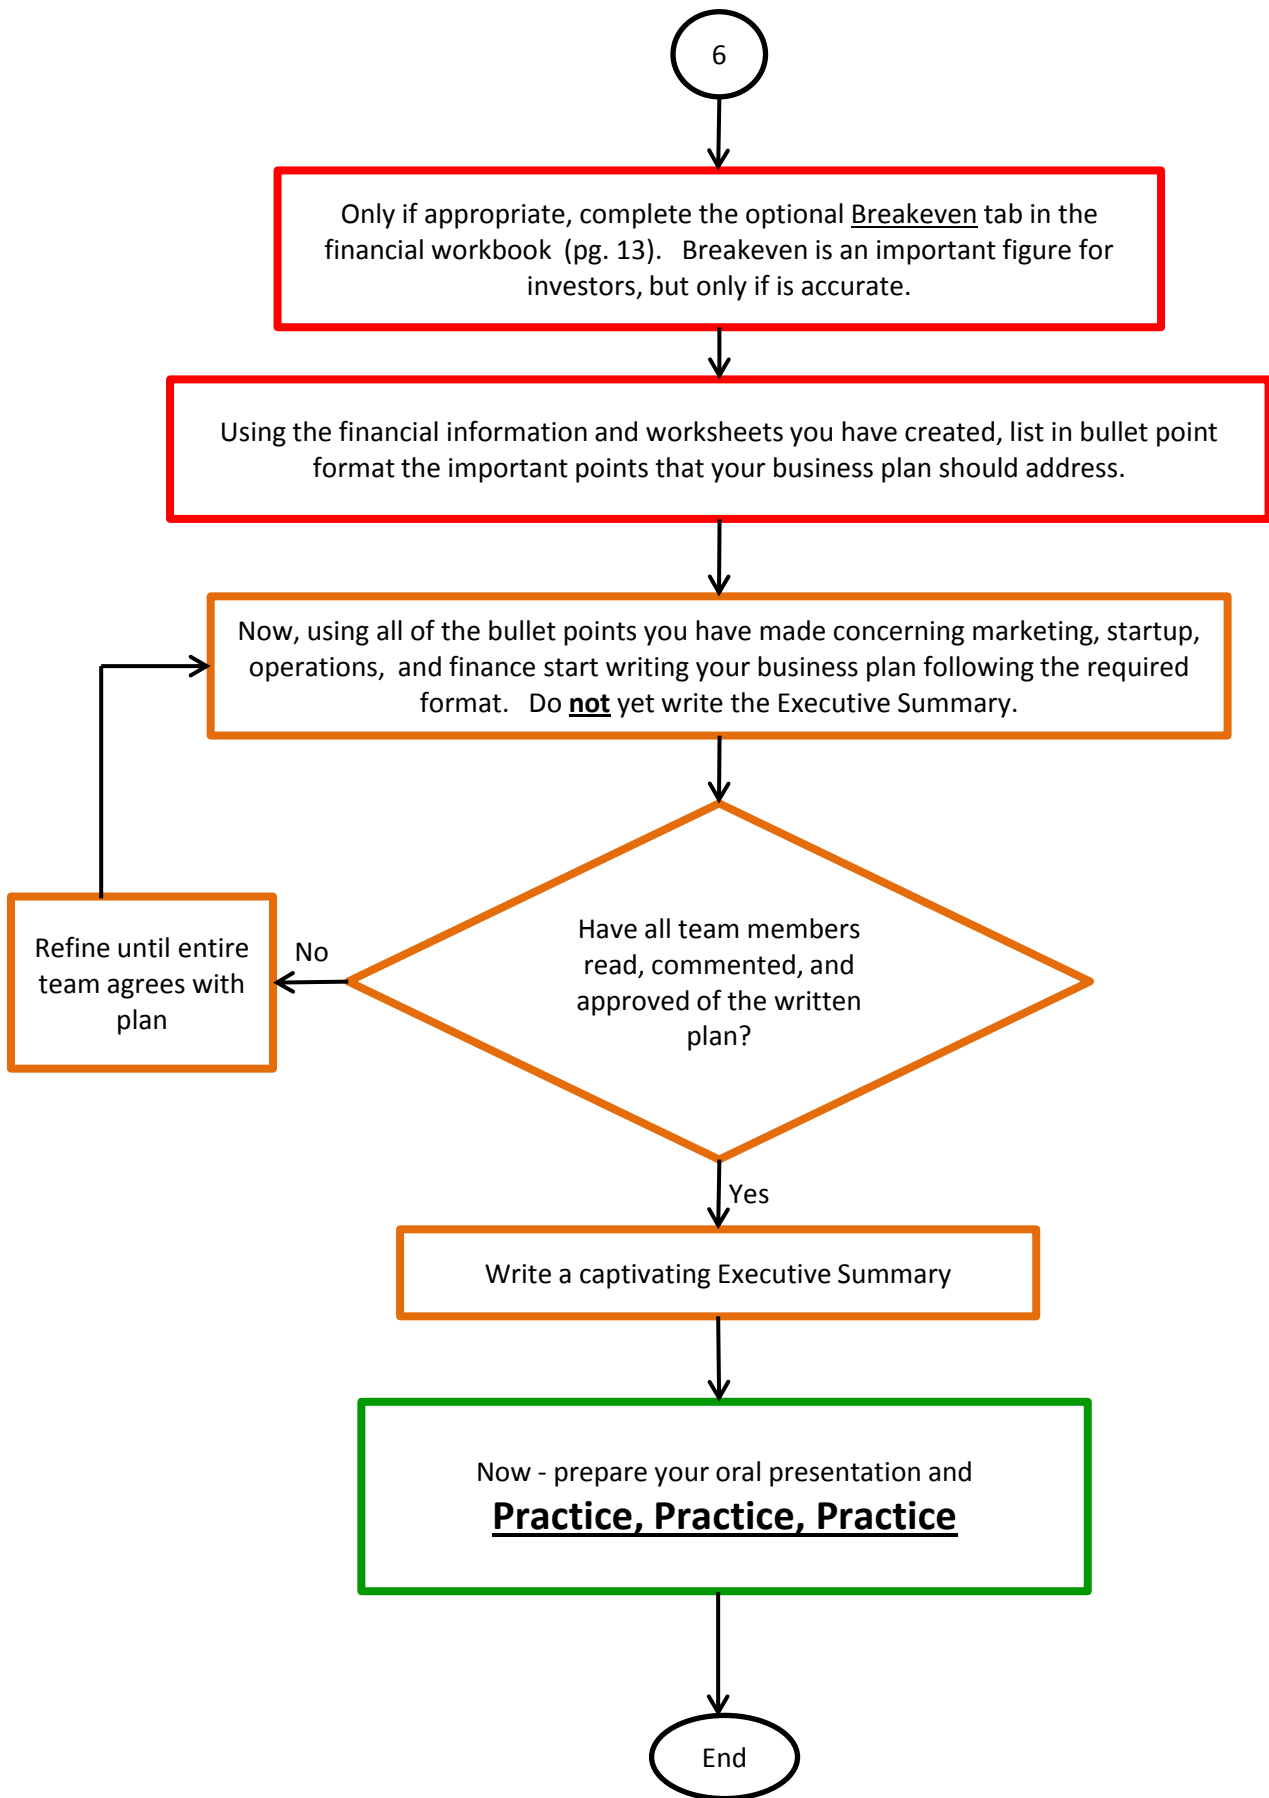 6
Only if appropriate, complete the optional Breakeven tab in the
financial workbook (pg. 13). Breakeven is an important figure for
investors, but only if is accurate.
Using the financial information and worksheets you have created, list in bullet point
format the important points that your business plan should address.
Now, using all of the bullet points you have made concerning marketing, startup,
operations, and finance start writing your business plan following the required
format. Do not yet write the Executive Summary.
Have all team members
read, commented, and
approved of the written
plan?
No
Refine until entire
team agrees with
plan
Yes
Write a captivating Executive Summary
Now - prepare your oral presentation and
Practice, Practice, Practice
End